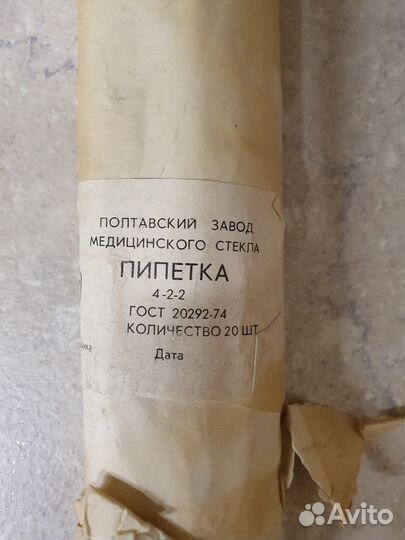 ПОЛТАВСКИЙ ЗАВОД
МЕДИЦИНСКОГО СТЕКЛА
ПИПЕТКА
4-2-2
ГОСТ 20292-74
КОЛИЧЕСТВО 20 ШТ
Дата
Avito